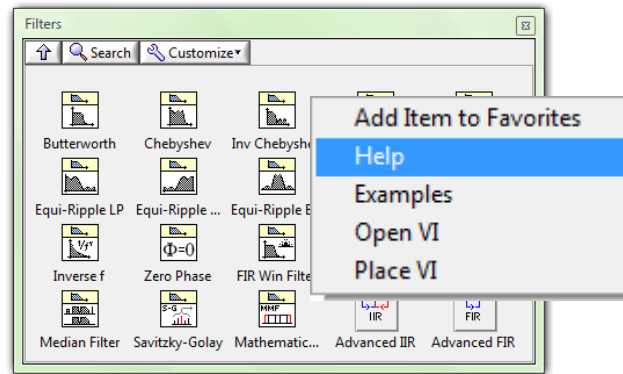 Filters
Search Customize
Butterworth Chebyshev Inv Chebyshe
Add Item to Favorites
Help
Examples
Open VI
Place VI
Equi-Ripple LP Equi-Ripple ... Equi-Ripple
1/f Φ=0
Inverse f Zero Phase FIR Win Filte
S-G MMF IIR FIR
Median Filter Savitzky-Golay Mathematic... Advanced IIR Advanced FIR